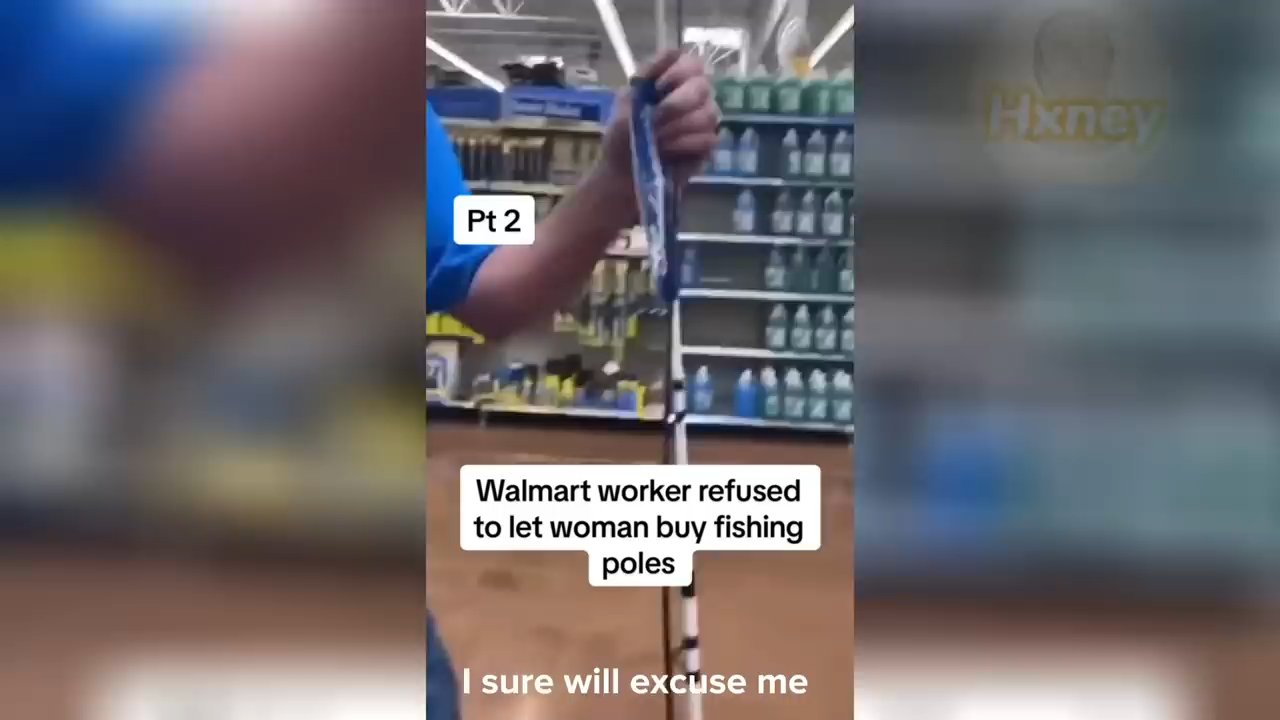 Hxney
Pt 2
Walmart worker refused
to let woman buy fishing
poles
I sure will excuse me